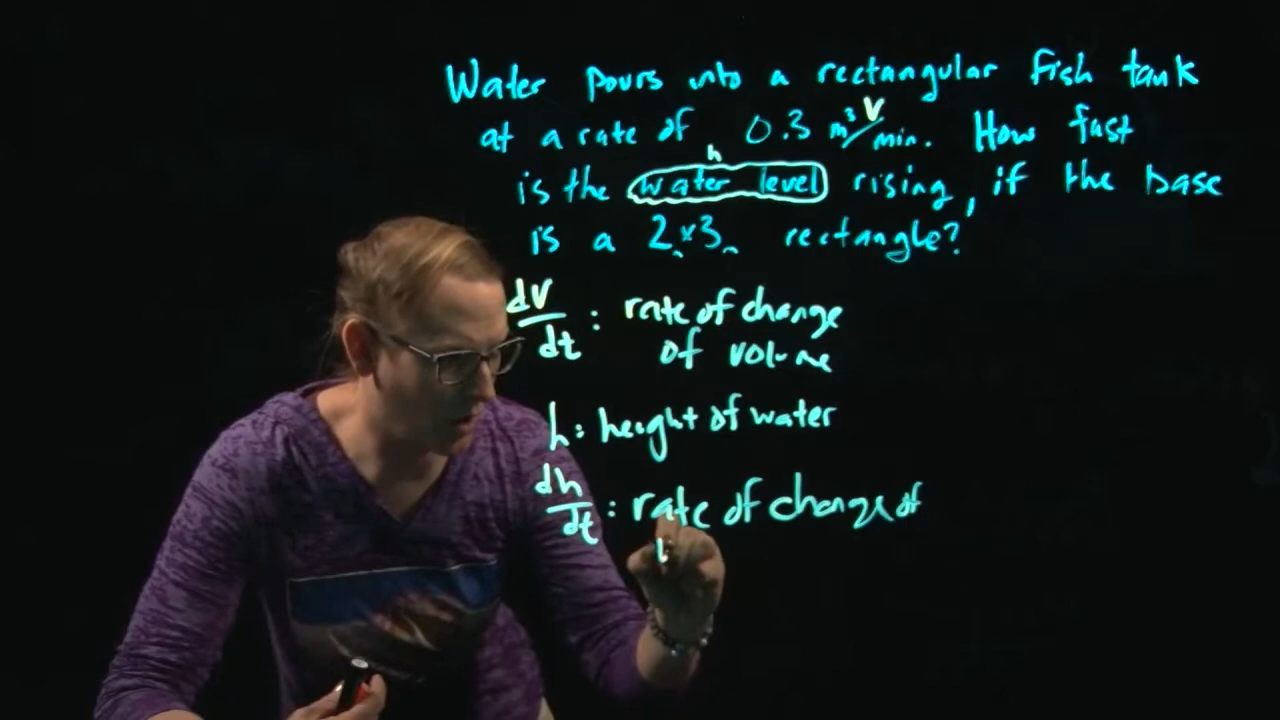 Water pours into a rectangular fish tank
at a rate of 0.3 m³/min. How fast
V
h
is the water level rising, if the base
is a 2×3 rectangle?
dV/dt : rate of change
of volume
h: height of water
dh/dt : rate of change of